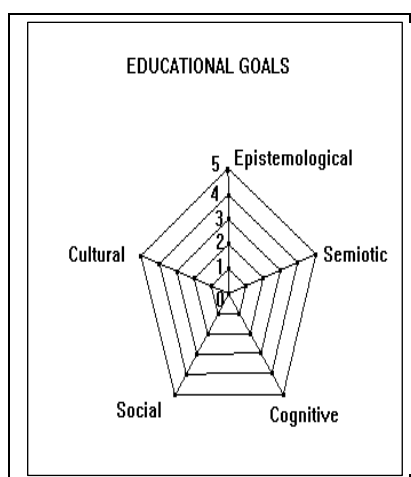 EDUCATIONAL GOALS
5 Epistemological
4
3
Cultural 2 Semiotic
1
0
Social Cognitive